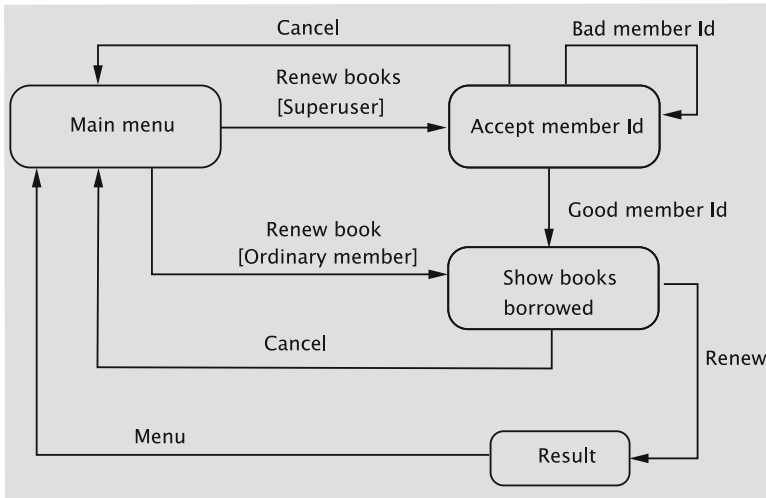 Cancel
Bad member Id
Renew books
[Superuser]
Main menu
Accept member Id
Good member Id
Renew book
[Ordinary member]
Show books
borrowed
Cancel
Renew
Menu
Result